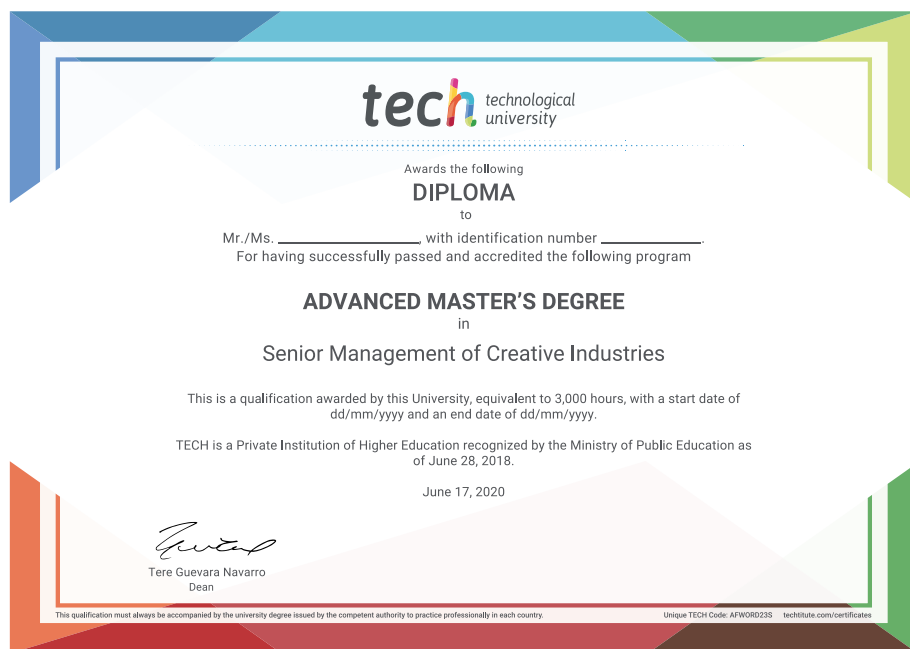 tech technological
university
Awards the following
DIPLOMA
to
Mr./Ms. ____________________, with identification number ______________.
For having successfully passed and accredited the following program
ADVANCED MASTER’S DEGREE
in
Senior Management of Creative Industries
This is a qualification awarded by this University, equivalent to 3,000 hours, with a start date of
dd/mm/yyyy and an end date of dd/mm/yyyy.
TECH is a Private Institution of Higher Education recognized by the Ministry of Public Education as
of June 28, 2018.
June 17, 2020
Tere Guevara Navarro
Dean
This qualification must always be accompanied by the university degree issued by the competent authority to practice professionally in each country. Unique TECH Code: AFWORD23S techtitute.com/certificates